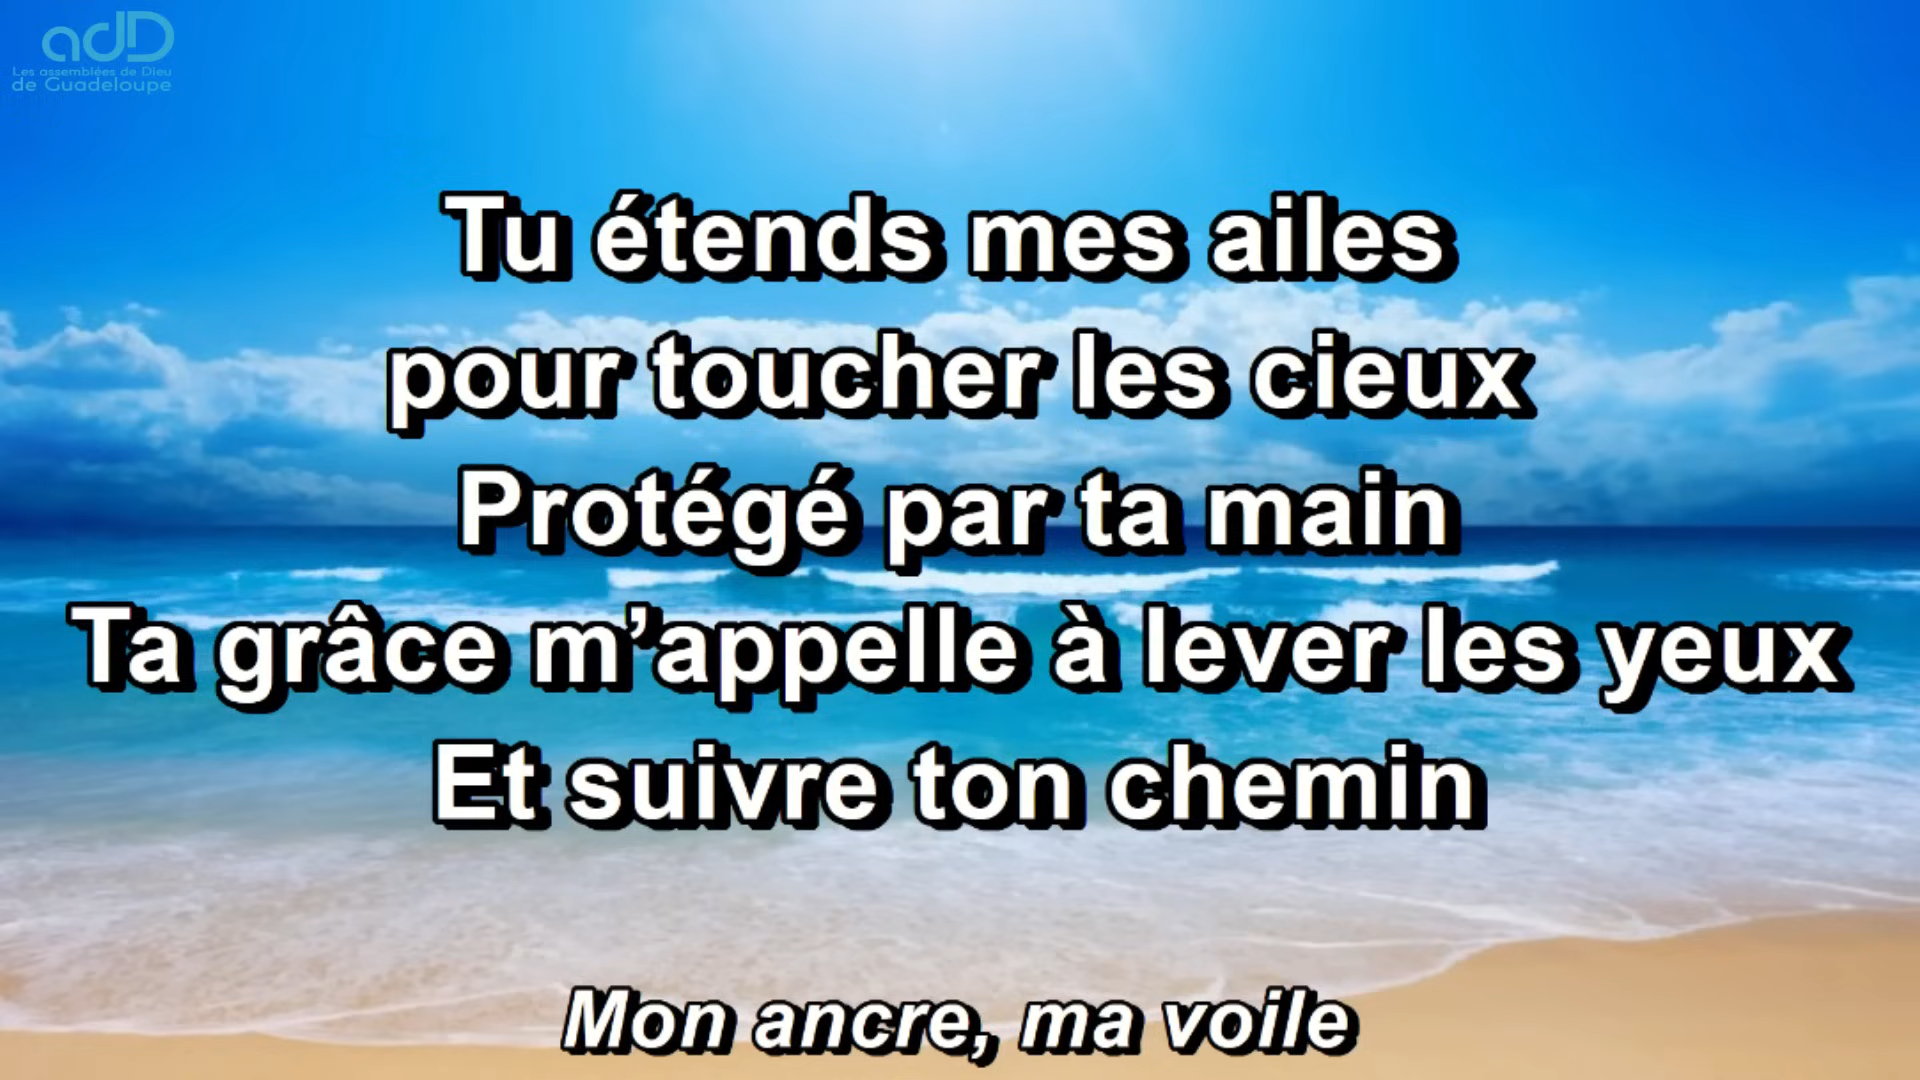 adD
Les assemblées de Dieu
de Guadeloupe
Tu étends mes ailes
pour toucher les cieux
Protégé par ta main
Ta grâce m’appelle à lever les yeux
Et suivre ton chemin
Mon ancre, ma voile